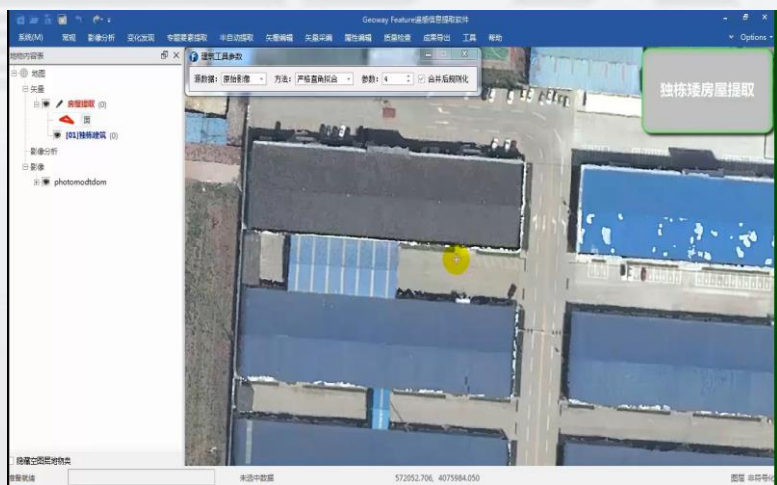 Geoway Feature遥感信息提取软件
系统(M) 常规 影像分析 变化发现 专题要素提取 半自动提取 矢栅编辑 矢量采编 属性编辑 质量检查 成果导出 工具 帮助 Options
地物内容表
建筑工具参数
源数据: 原始影像 方法: 严格直角拟合 参数: 4 合并后规则化
独栋矮房屋提取
地图
矢量
房屋提取 (0)
面
[01]独栋建筑 (0)
影像分析
影像
photomodtdom
隐藏空图层地物类
未选中数据 572052.706, 4075984.050